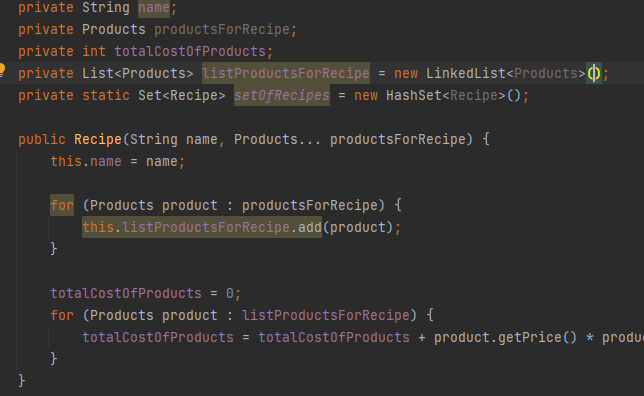 private String name;
private Products productsForRecipe;
private int totalCostOfProducts;
private List<Products> listProductsForRecipe = new LinkedList<Products>();
private static Set<Recipe> setOfRecipes = new HashSet<Recipe>();
public Recipe(String name, Products... productsForRecipe) {
this.name = name;
for (Products product : productsForRecipe) {
this.listProductsForRecipe.add(product);
}
totalCostOfProducts = 0;
for (Products product : listProductsForRecipe) {
totalCostOfProducts = totalCostOfProducts + product.getPrice() * produ
}
}